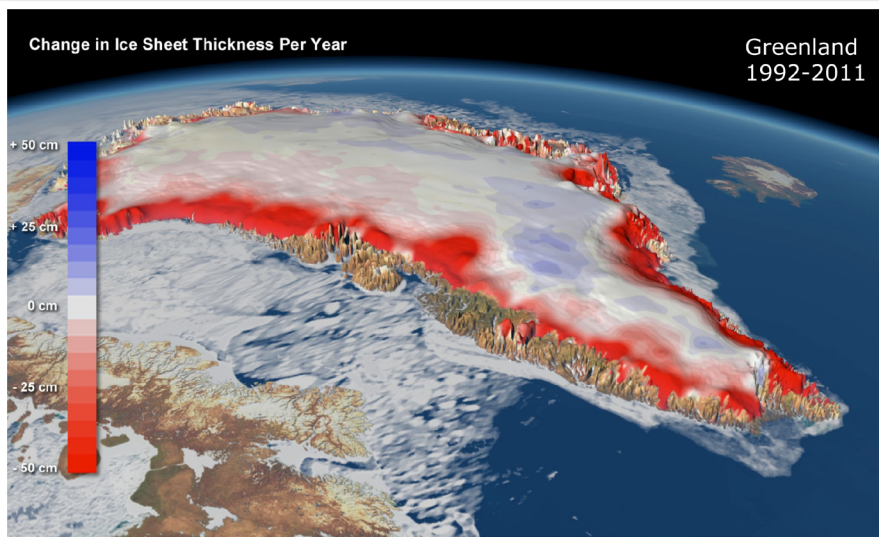 Change in Ice Sheet Thickness Per Year
Greenland
1992-2011
+ 50 cm
+ 25 cm
0 cm
- 25 cm
- 50 cm